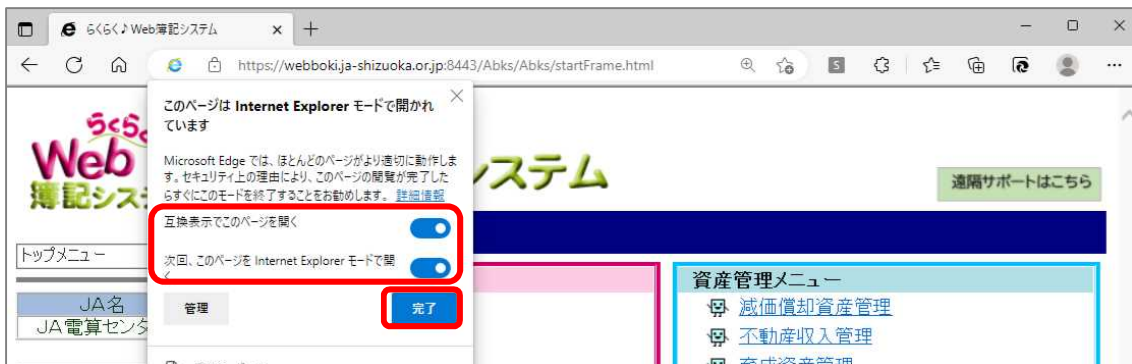 らくらく♪Web簿記システム
https://webboki.ja-shizuoka.or.jp:8443/Abks/Abks/startFrame.html
このページは Internet Explorer モードで開かれ
ています
Microsoft Edge では、ほとんどのページがより適切に動作しま
す。セキュリティ上の理由により、このページの閲覧が完了した
らすぐにこのモードを終了することをお勧めします。 詳細情報
互換表示でこのページを開く
次回、このページを Internet Explorer モードで開
く
管理
完了
らくら
Web
簿記シス
ステム
遠隔サポートはこちら
トップメニュー
JA名
JA電算センタ
資産管理メニュー
減価償却資産管理
不動産収入管理
育成資産管理